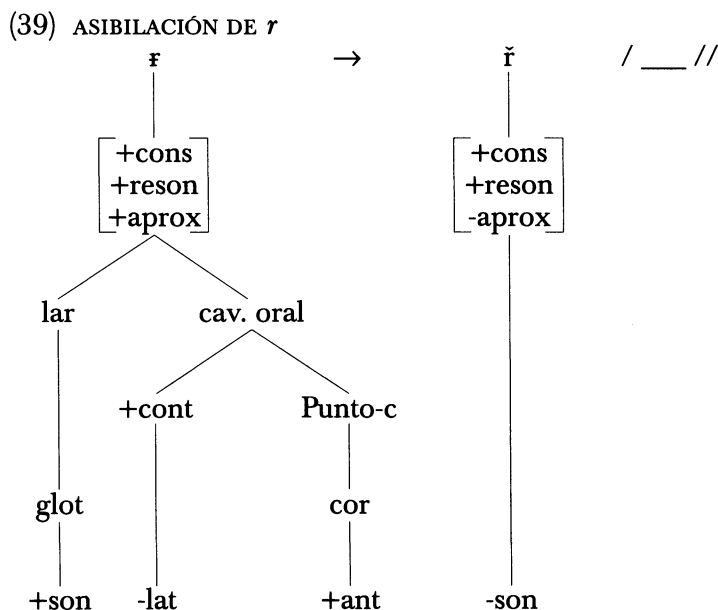 (39) ASIBILACIÓN DE r
ɍ → ř / ___ //
+cons +cons
+reson +reson
+aprox -aprox
lar cav. oral
+cont Punto-c
glot cor
+son -lat +ant -son